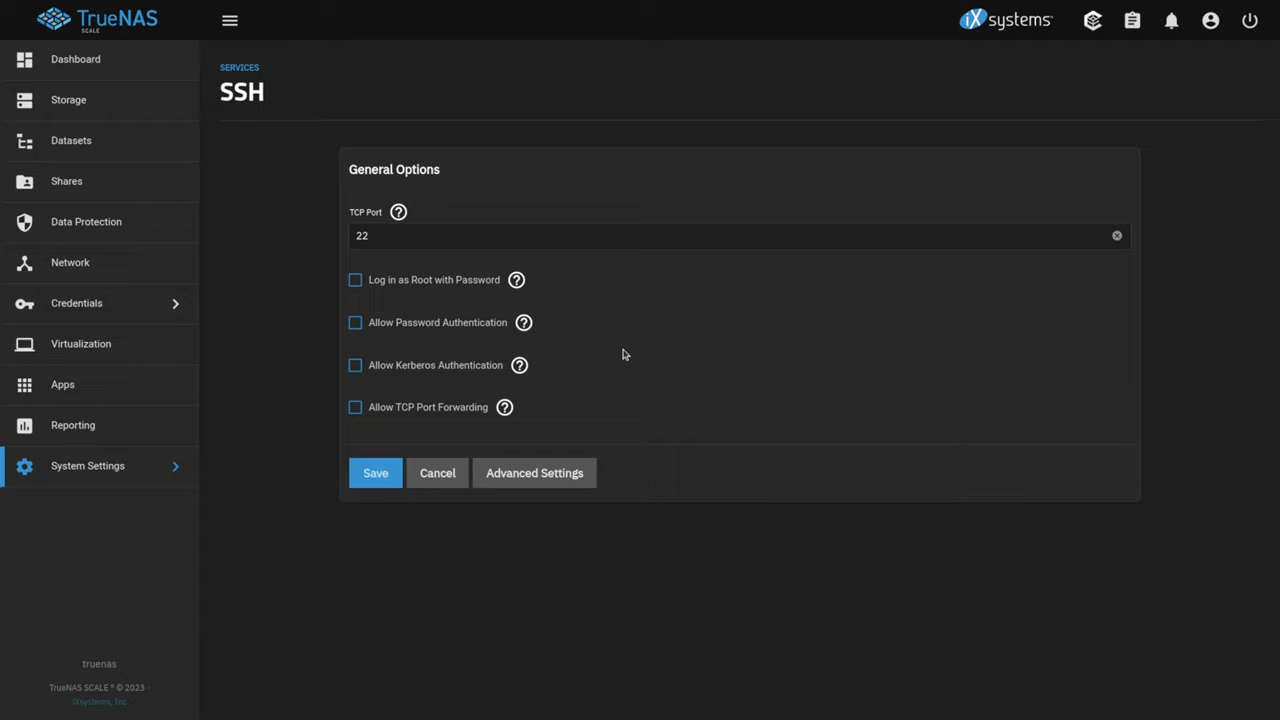 TrueNAS
SCALE
iXsystems
Dashboard
Storage
Datasets
Shares
Data Protection
Network
Credentials
Virtualization
Apps
Reporting
System Settings
truenas
TrueNAS SCALE ® © 2023 -
iXsystems, Inc
SERVICES
SSH
General Options
TCP Port
22
Log in as Root with Password
Allow Password Authentication
Allow Kerberos Authentication
Allow TCP Port Forwarding
Save Cancel Advanced Settings